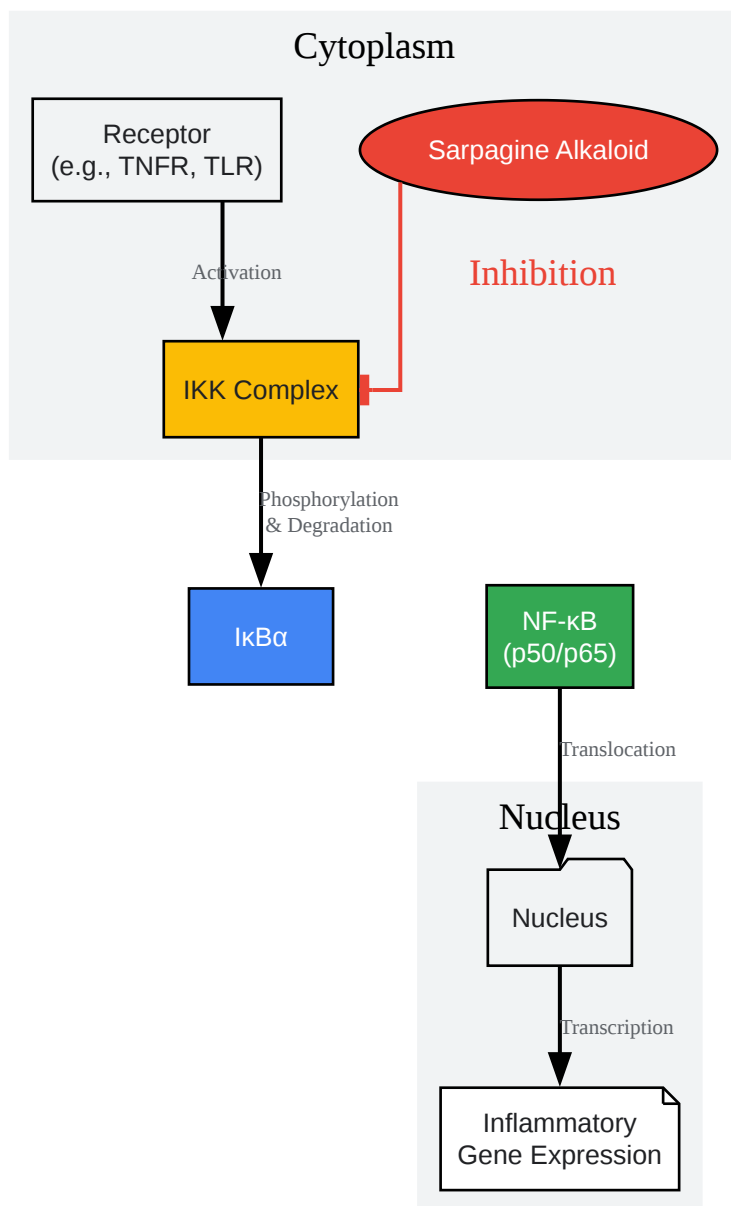 Cytoplasm
Receptor
(e.g., TNFR, TLR)
Sarpagine Alkaloid
Activation
Inhibition
IKK Complex
Phosphorylation
& Degradation
IκBα
NF-κB
(p50/p65)
Translocation
Nucleus
Nucleus
Transcription
Inflammatory
Gene Expression